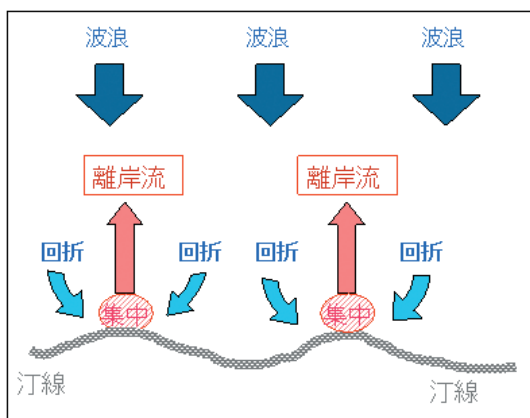 波浪 波浪 波浪
離岸流 離岸流
回折 回折 回折 回折
集中 集中
汀線 汀線